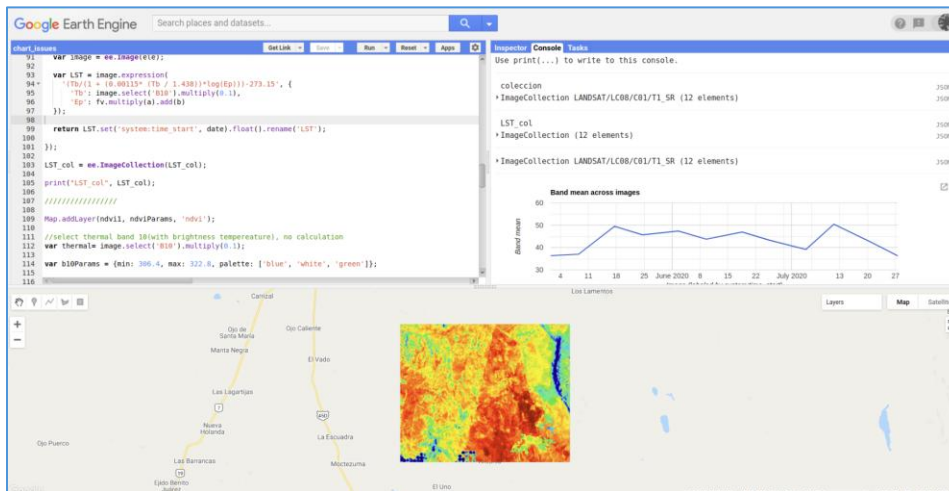 Google Earth Engine
Search places and datasets...
chart_issues
Get Link
Save
Run
Reset
Apps
91 var image = ee.Image(ele);
92
93 var LST = image.expression(
94 '(Tb/(1 + (0.00115* (Tb / 1.438))*log(Ep)))-273.15', {
95 'Tb': image.select('B10').multiply(0.1),
96 'Ep': fv.multiply(a).add(b)
97 });
98
99 return LST.set('system:time_start', date).float().rename('LST');
100
101 });
102
103 LST_col = ee.ImageCollection(LST_col);
104
105 print("LST_col", LST_col);
106
107 /////////////////
108
109 Map.addLayer(ndvi1, ndviParams, 'ndvi');
110
111 //select thermal band 10(with brightness tempereature), no calculation
112 var thermal= image.select('B10').multiply(0.1);
113
114 var b10Params = {min: 306.4, max: 322.8, palette: ['blue', 'white', 'green']};
115
116
Inspector Console Tasks
Use print(...) to write to this console.
coleccion
ImageCollection LANDSAT/LC08/C01/T1_SR (12 elements)
LST_col
ImageCollection (12 elements)
ImageCollection LANDSAT/LC08/C01/T1_SR (12 elements)
Band mean across images
Band mean
60
50
40
30
4 11 18 25 June 2020 8 15 22 July 2020 13 20 27
Los Lamentos
Carrizal
Ojo de
Santa María
Ojo Caliente
Manta Negra
El Vado
Las Lagartijas
7
Nueva
Holanda
490
La Escuadra
Ojo Puerco
Las Barrancas
Moctezuma
El Uno
Ejido Benito
Layers
Map